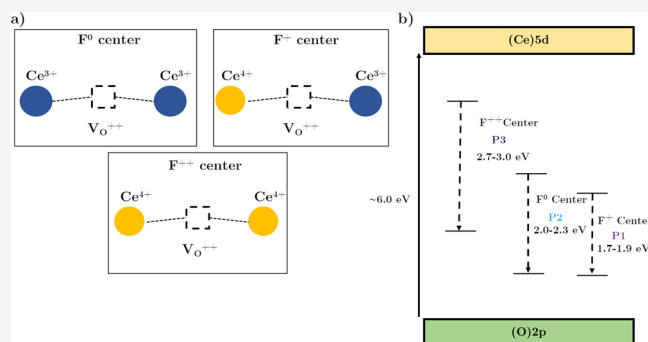 a)
F⁰ center
Ce³⁺ Ce³⁺
V_O⁺⁺
F⁺ center
Ce⁴⁺ Ce³⁺
V_O⁺⁺
F⁺⁺ center
Ce⁴⁺ Ce⁴⁺
V_O⁺⁺
b)
(Ce)5d
~6.0 eV
F⁺⁺Center
P3
2.7-3.0 eV
F⁰ Center
P2
2.0-2.3 eV
F⁺ Center
P1
1.7-1.9 eV
(O)2p